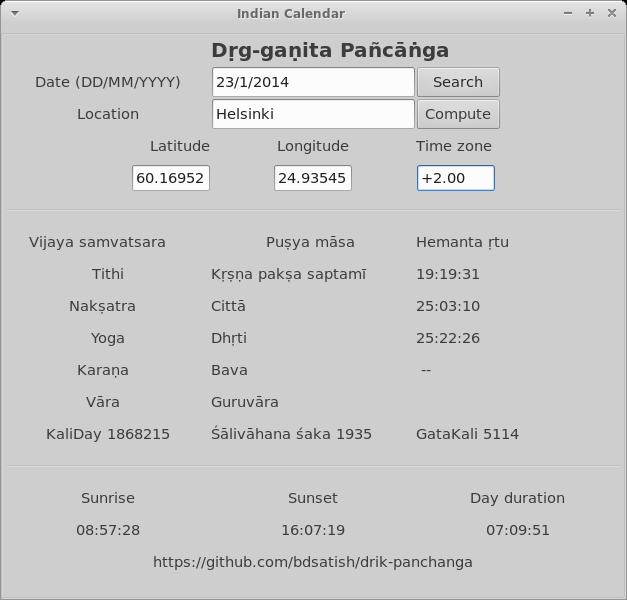 Indian Calendar
Dṛg-gaṇita Pañcāṅga
Date (DD/MM/YYYY) 23/1/2014 Search
Location Helsinki Compute
Latitude Longitude Time zone
60.16952 24.93545 +2.00
Vijaya samvatsara Puṣya māsa Hemanta ṛtu
Tithi Kṛṣṇa pakṣa saptamī 19:19:31
Nakṣatra Cittā 25:03:10
Yoga Dhṛti 25:22:26
Karaṇa Bava --
Vāra Guruvāra
KaliDay 1868215 Śālivāhana śaka 1935 GataKali 5114
Sunrise Sunset Day duration
08:57:28 16:07:19 07:09:51
https://github.com/bdsatish/drik-panchanga